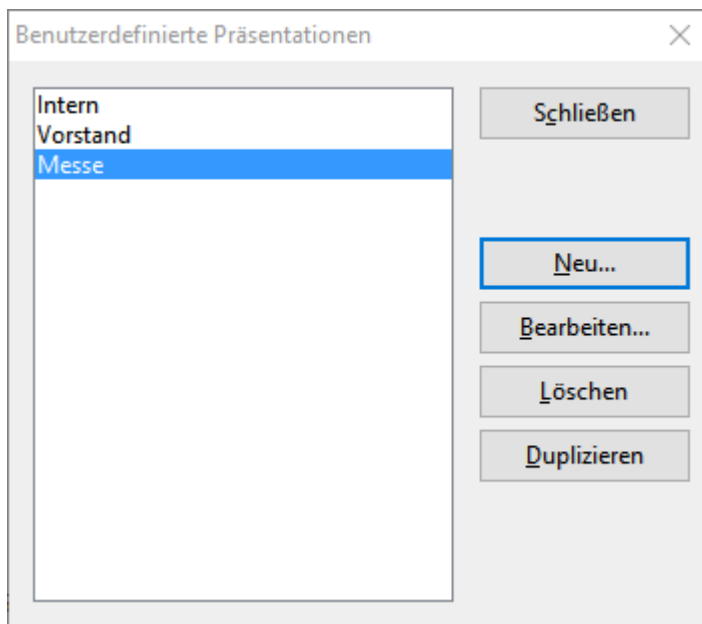 Benutzerdefinierte Präsentationen
Intern
Vorstand
Messe
Schließen
Neu...
Bearbeiten...
Löschen
Duplizieren